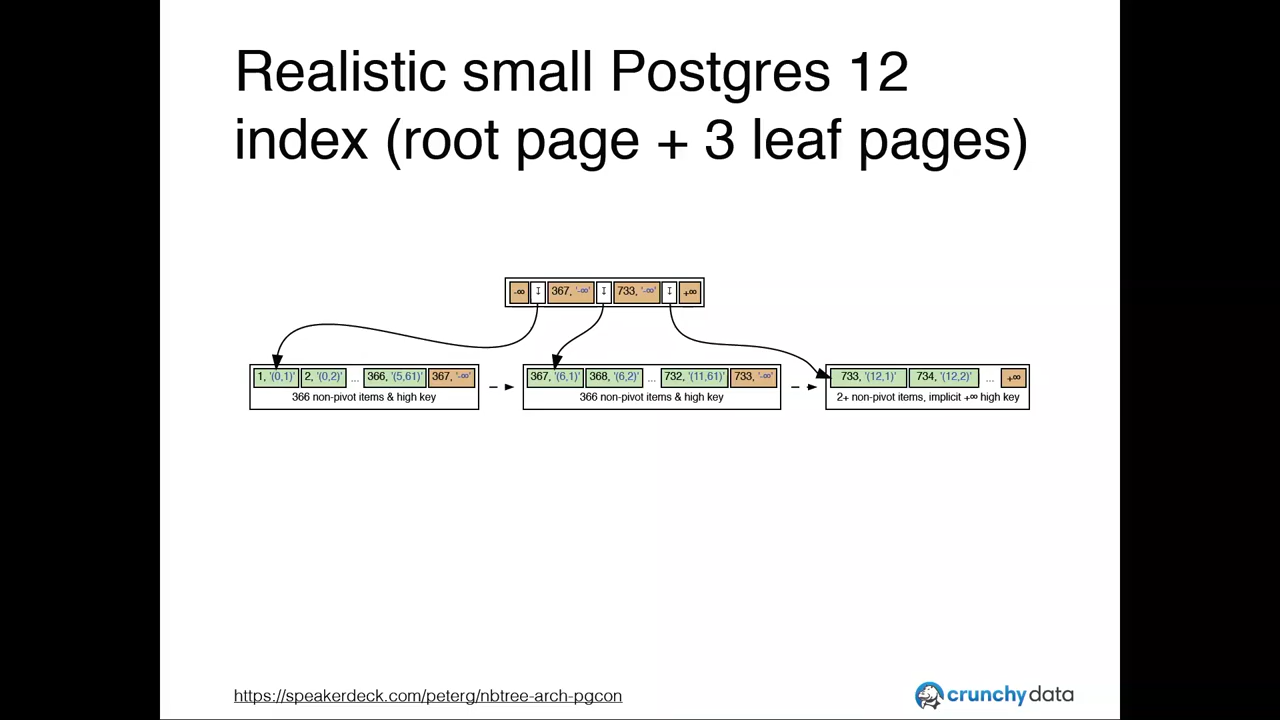 Realistic small Postgres 12
index (root page + 3 leaf pages)
-∞ ↧ 367, '-∞' ↧ 733, '-∞' ↧ +∞
1, '(0,1)' 2, '(0,2)' ... 366, '(5,61)' 367, '-∞'
366 non-pivot items & high key
367, '(6,1)' 368, '(6,2)' ... 732, '(11,61)' 733, '-∞'
366 non-pivot items & high key
733, '(12,1)' 734, '(12,2)' ... +∞
2+ non-pivot items, implicit +∞ high key
https://speakerdeck.com/peterg/nbtree-arch-pgcon
crunchydata